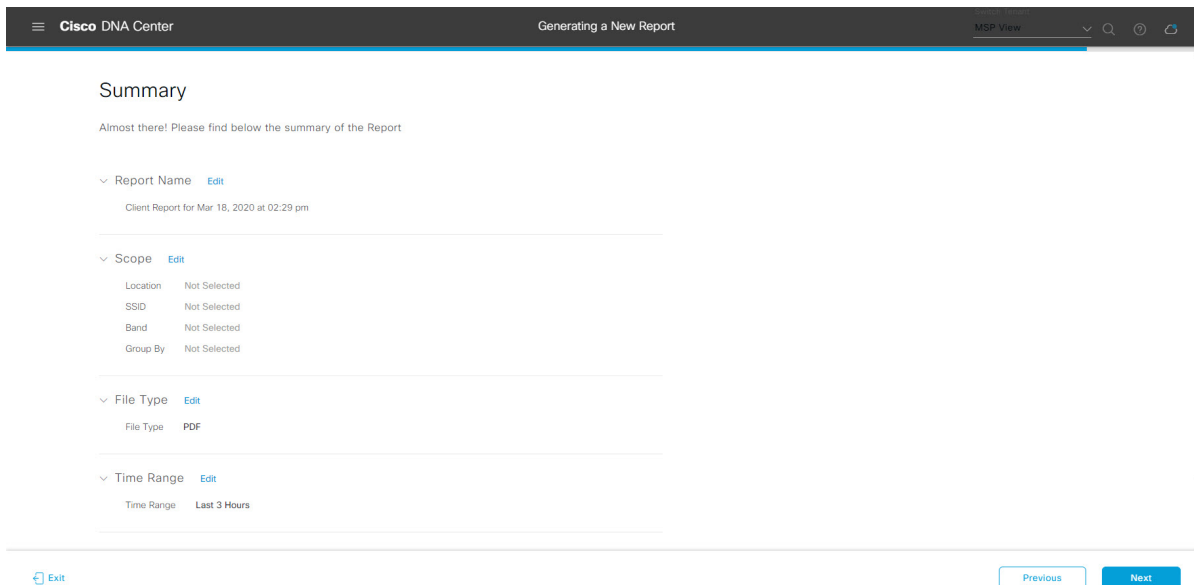 Cisco DNA Center
Generating a New Report
MSP View
Summary
Almost there! Please find below the summary of the Report
Report Name Edit
Client Report for Mar 18, 2020 at 02:29 pm
Scope Edit
Location Not Selected
SSID Not Selected
Band Not Selected
Group By Not Selected
File Type Edit
File Type PDF
Time Range Edit
Time Range Last 3 Hours
Exit
Previous
Next